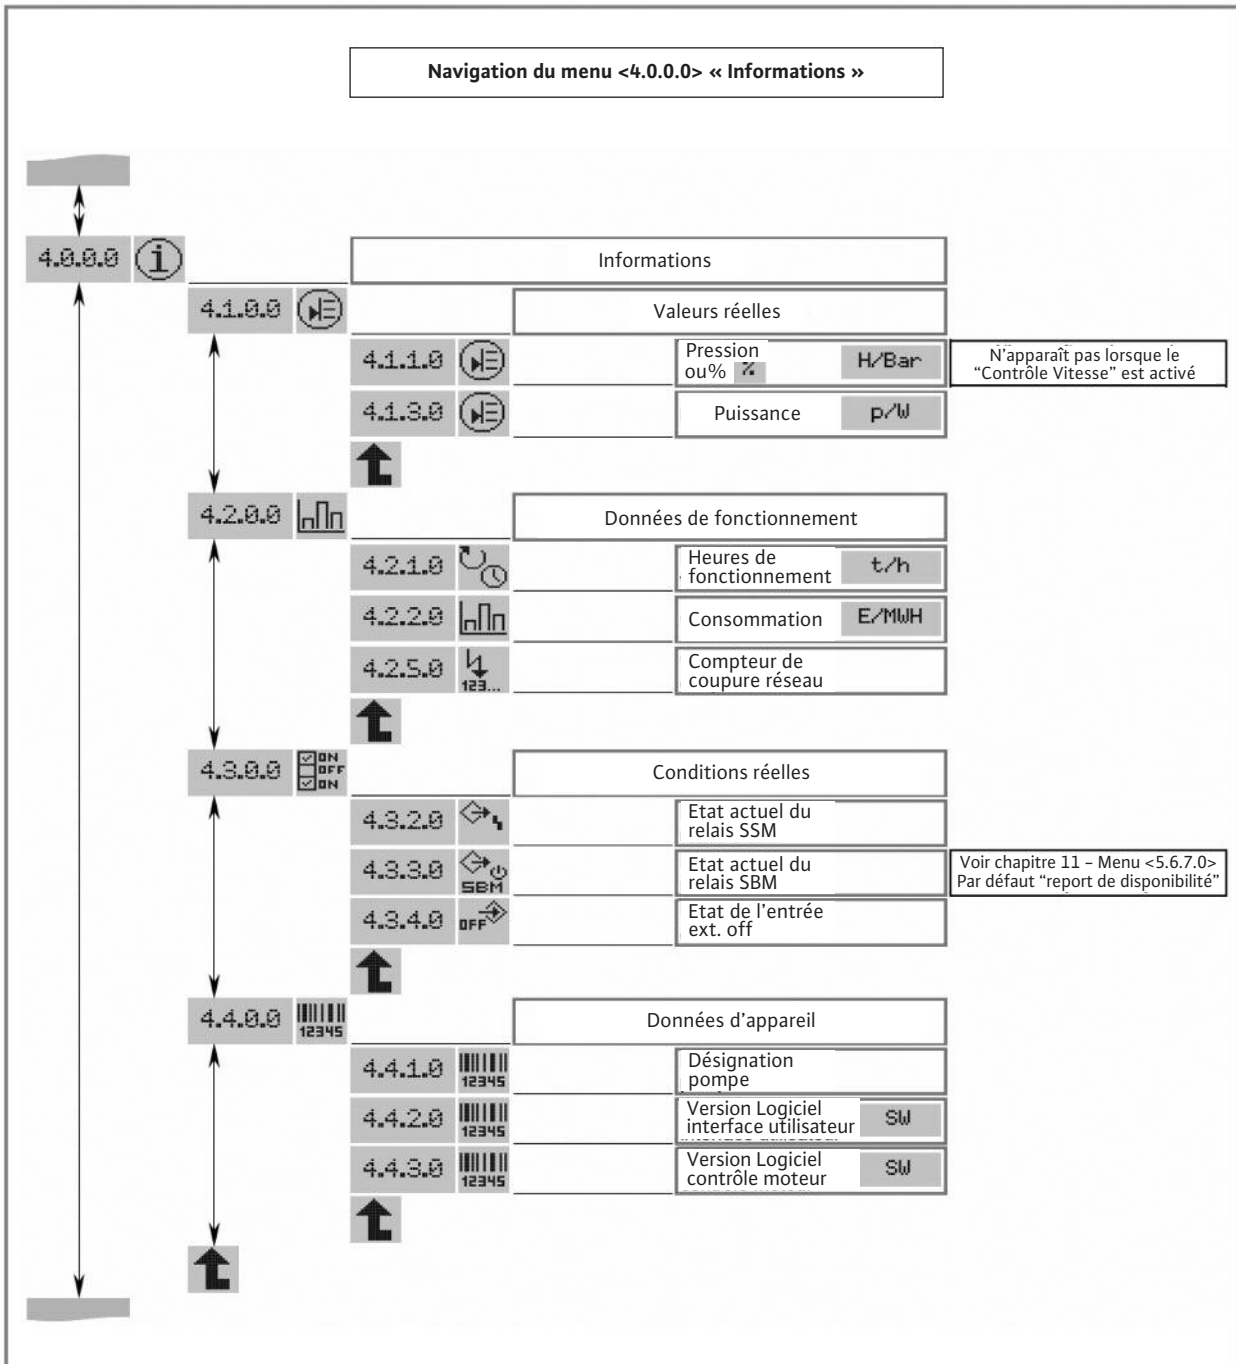 Navigation du menu <4.0.0.0> « Informations »
4.0.0.0 i Informations
4.1.0.0 Valeurs réelles
4.1.1.0 Pression
ou% % H/Bar
N'apparaît pas lorsque le
“Contrôle Vitesse” est activé
4.1.3.0 Puissance p/W
4.2.0.0 Données de fonctionnement
4.2.1.0 Heures de
fonctionnement t/h
4.2.2.0 Consommation E/MWH
4.2.5.0 123... Compteur de
coupure réseau
4.3.0.0 ON
OFF
ON
Conditions réelles
4.3.2.0 Etat actuel du
relais SSM
4.3.3.0 SBM Etat actuel du
relais SBM
Voir chapitre 11 – Menu <5.6.7.0>
Par défaut “report de disponibilité”
4.3.4.0 OFF Etat de l'entrée
ext. off
4.4.0.0 12345 Données d'appareil
4.4.1.0 12345 Désignation
pompe
4.4.2.0 12345 Version Logiciel
interface utilisateur SW
4.4.3.0 12345 Version Logiciel
contrôle moteur SW